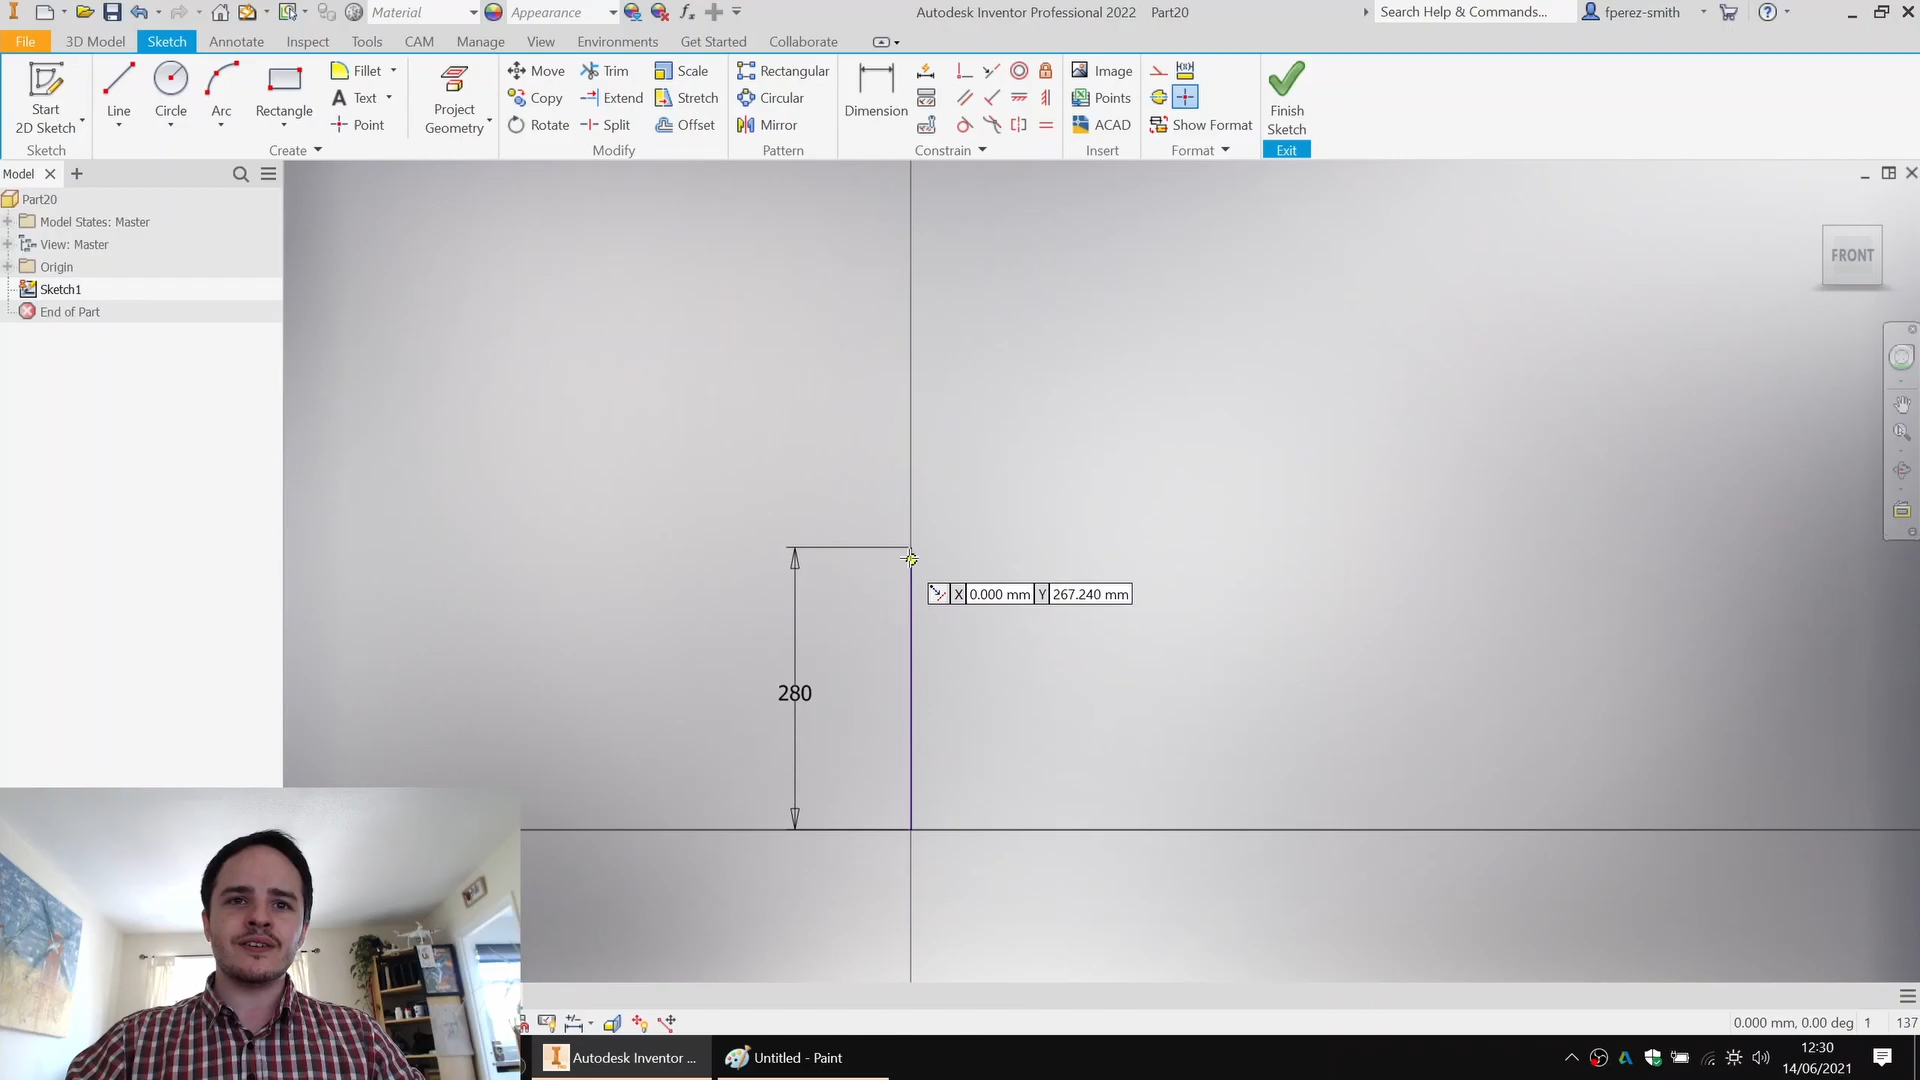 Material
Appearance
Autodesk Inventor Professional 2022 Part20
Search Help & Commands...
fperez-smith
File
3D Model
Sketch
Annotate
Inspect
Tools
CAM
Manage
View
Environments
Get Started
Collaborate
Start
2D Sketch
Line
Circle
Arc
Rectangle
Fillet
Text
Point
Project
Geometry
Move
Copy
Rotate
Trim
Extend
Split
Scale
Stretch
Offset
Rectangular
Circular
Mirror
Dimension
Image
Points
ACAD
Show Format
Finish
Sketch
Sketch
Create
Modify
Pattern
Constrain
Insert
Format
Exit
Model
Part20
Model States: Master
View: Master
Origin
Sketch1
End of Part
FRONT
X 0.000 mm Y 267.240 mm
280
0.000 mm, 0.00 deg 1 137
Autodesk Inventor ...
Untitled - Paint
12:30
14/06/2021